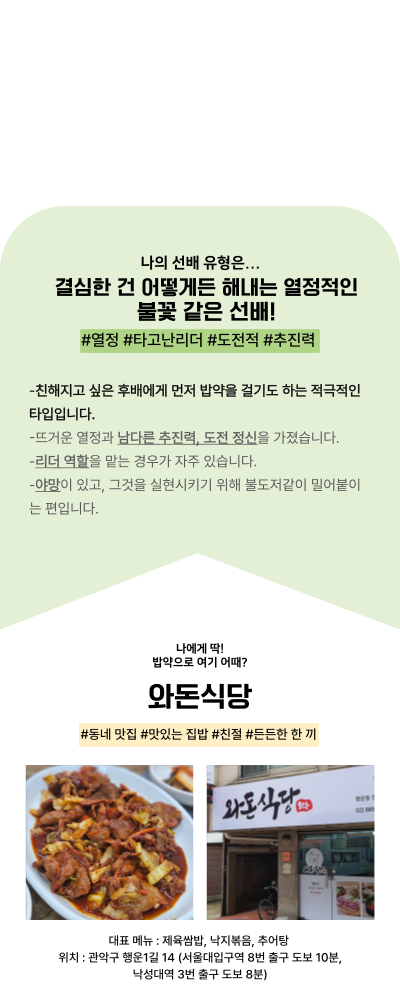 나의 선배 유형은...
결심한 건 어떻게든 해내는 열정적인
불꽃 같은 선배!
#열정 #타고난리더 #도전적 #추진력
-친해지고 싶은 후배에게 먼저 밥약을 걸기도 하는 적극적인
타입입니다.
-뜨거운 열정과 남다른 추진력, 도전 정신을 가졌습니다.
-리더 역할을 맡는 경우가 자주 있습니다.
-야망이 있고, 그것을 실현시키기 위해 불도저같이 밀어붙이
는 편입니다.
나에게 딱!
밥약으로 여기 어때?
와돈식당
#동네 맛집 #맛있는 집밥 #친절 #든든한 한 끼
와돈식당
대표 메뉴 : 제육쌈밥, 낙지볶음, 추어탕
위치 : 관악구 행운1길 14 (서울대입구역 8번 출구 도보 10분,
낙성대역 3번 출구 도보 8분)